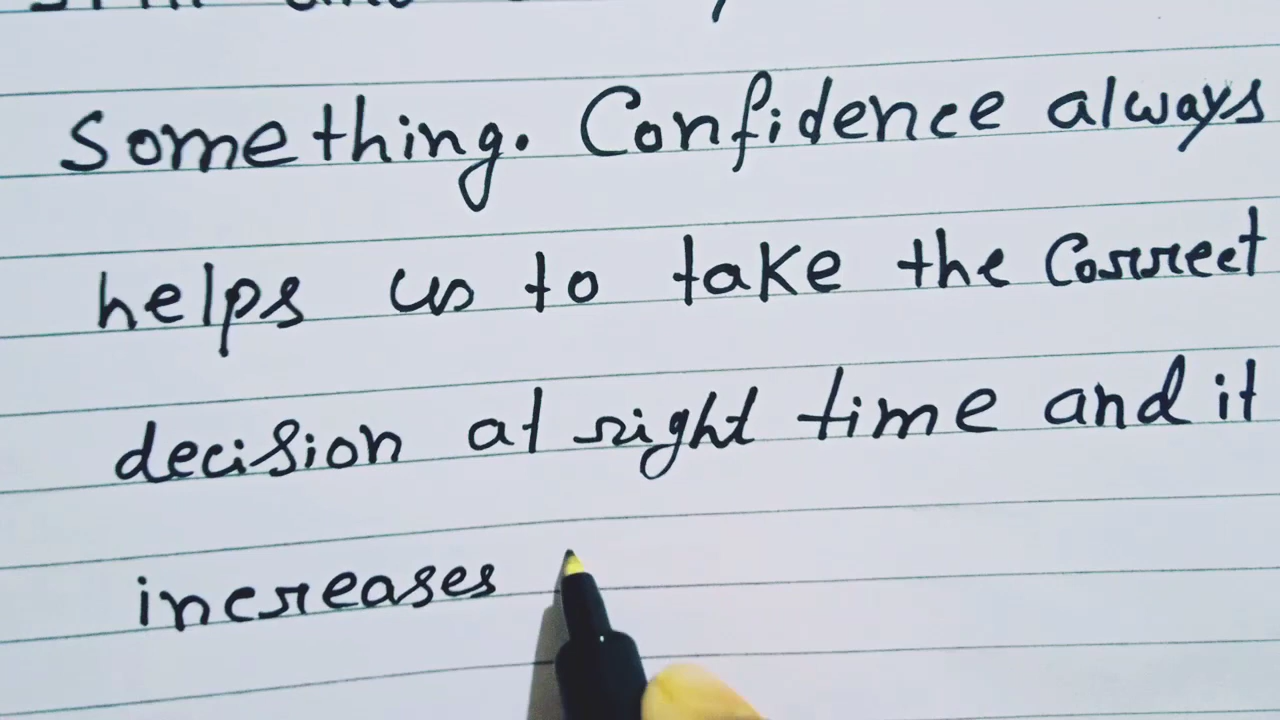 Something. Confidence always
helps us to take the Correct
decision at right time and it
increases